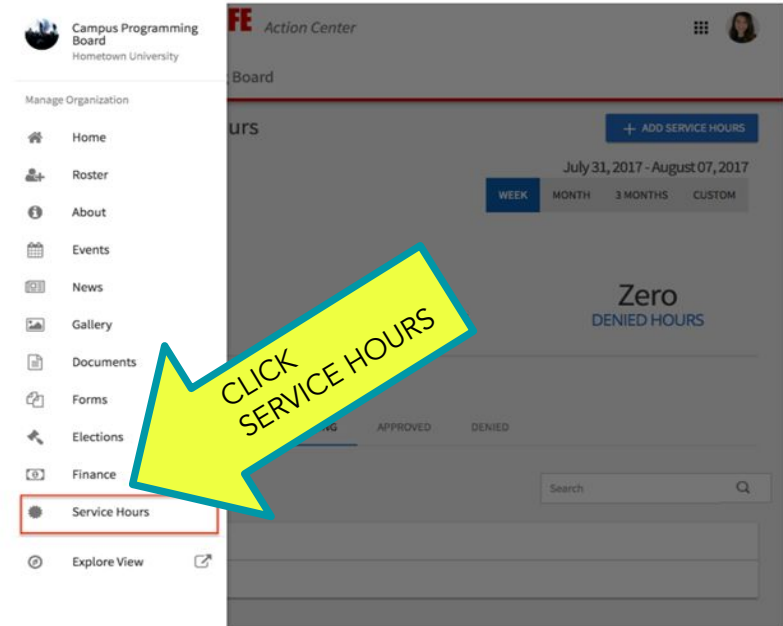 Campus Programming
Board
Hometown University
FE Action Center
Board
Manage Organization
Home
Roster
About
Events
News
Gallery
Documents
Forms
Elections
Finance
Service Hours
Explore View
urs
+ ADD SERVICE HOURS
July 31, 2017 - August 07, 2017
WEEK MONTH 3 MONTHS CUSTOM
Zero
DENIED HOURS
CLICK
SERVICE HOURS
NG APPROVED DENIED
Search